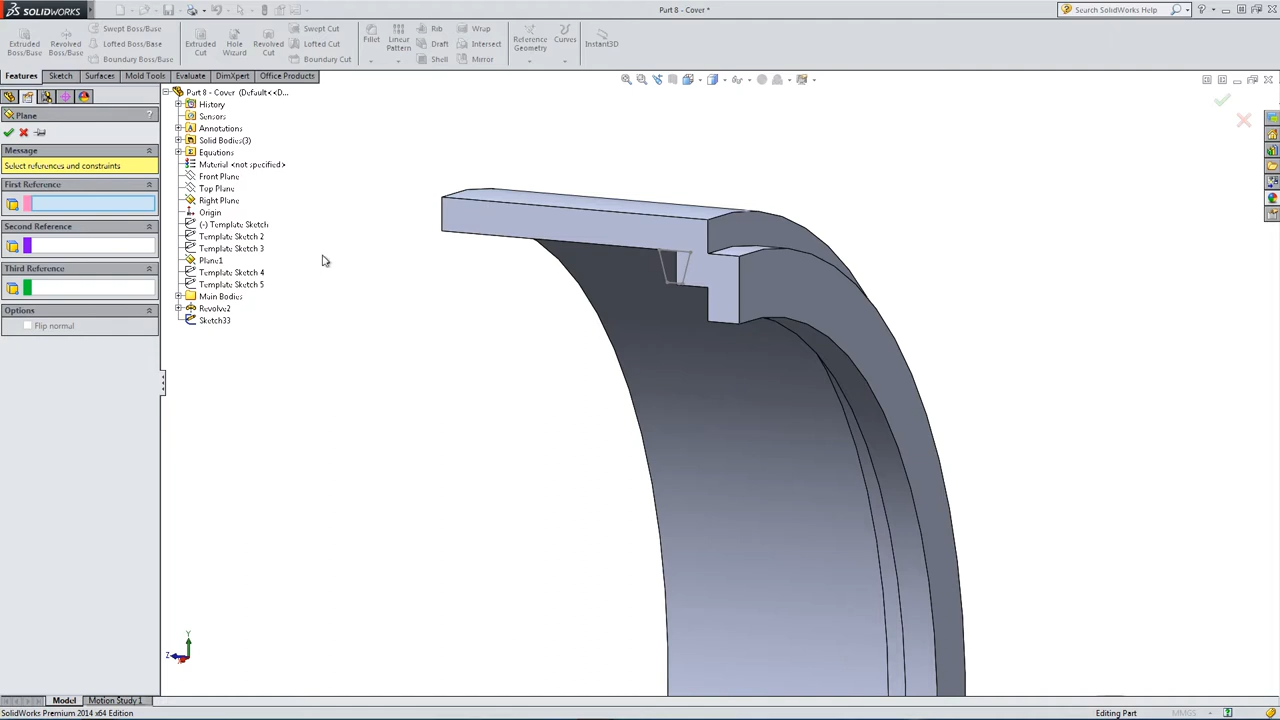 SOLIDWORKS
Part 8 - Cover *
Search SolidWorks Help
Extruded Boss/Base
Revolved Boss/Base
Swept Boss/Base
Lofted Boss/Base
Boundary Boss/Base
Extruded Cut
Hole Wizard
Revolved Cut
Swept Cut
Lofted Cut
Boundary Cut
Fillet
Linear Pattern
Rib
Draft
Shell
Wrap
Intersect
Mirror
Reference Geometry
Curves
Instant3D
Features
Sketch
Surfaces
Mold Tools
Evaluate
DimXpert
Office Products
Plane
?
Message
Select references and constraints
First Reference
Second Reference
Third Reference
Options
Flip normal
Part 8 - Cover (Default<<D...
History
Sensors
Annotations
Solid Bodies(3)
Equations
Material <not specified>
Front Plane
Top Plane
Right Plane
Origin
(-) Template Sketch
Template Sketch 2
Template Sketch 3
Plane1
Template Sketch 4
Template Sketch 5
Main Bodies
Revolve2
Sketch33
Y
Z
Model
Motion Study 1
SolidWorks Premium 2014 x64 Edition
Editing Part
MMGS